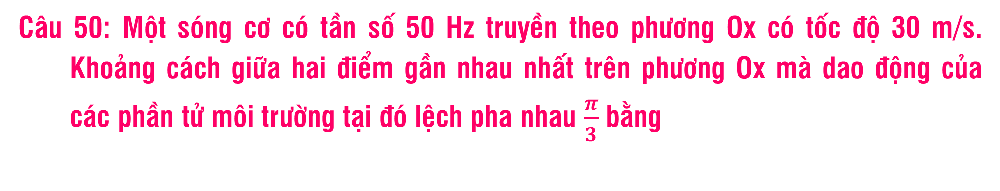 Câu 50: Một sóng cơ có tần số 50 Hz truyền theo phương Ox có tốc độ 30 m/s.
Khoảng cách giữa hai điểm gần nhau nhất trên phương Ox mà dao động của
các phần tử môi trường tại đó lệch pha nhau π/3 bằng